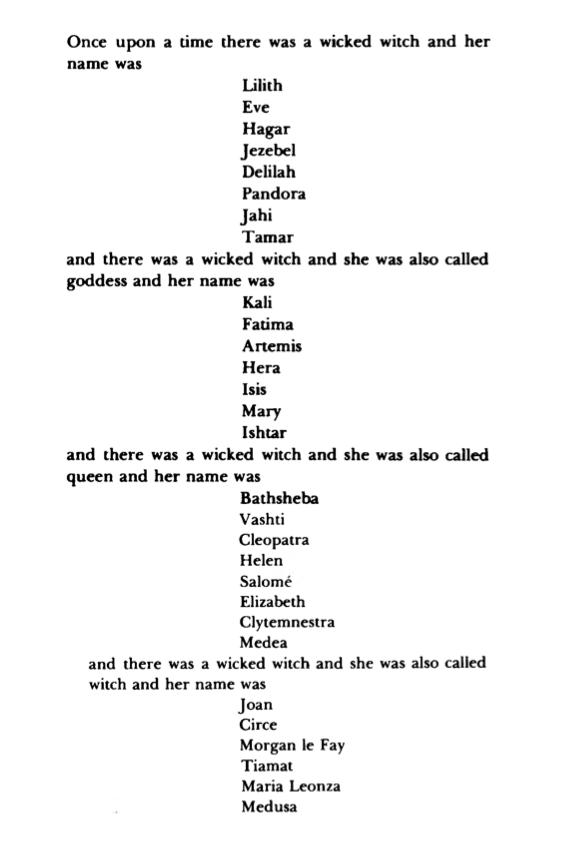 Once upon a time there was a wicked witch and her
name was
Lilith
Eve
Hagar
Jezebel
Delilah
Pandora
Jahi
Tamar
and there was a wicked witch and she was also called
goddess and her name was
Kali
Fatima
Artemis
Hera
Isis
Mary
Ishtar
and there was a wicked witch and she was also called
queen and her name was
Bathsheba
Vashti
Cleopatra
Helen
Salomé
Elizabeth
Clytemnestra
Medea
and there was a wicked witch and she was also called
witch and her name was
Joan
Circe
Morgan le Fay
Tiamat
Maria Leonza
Medusa